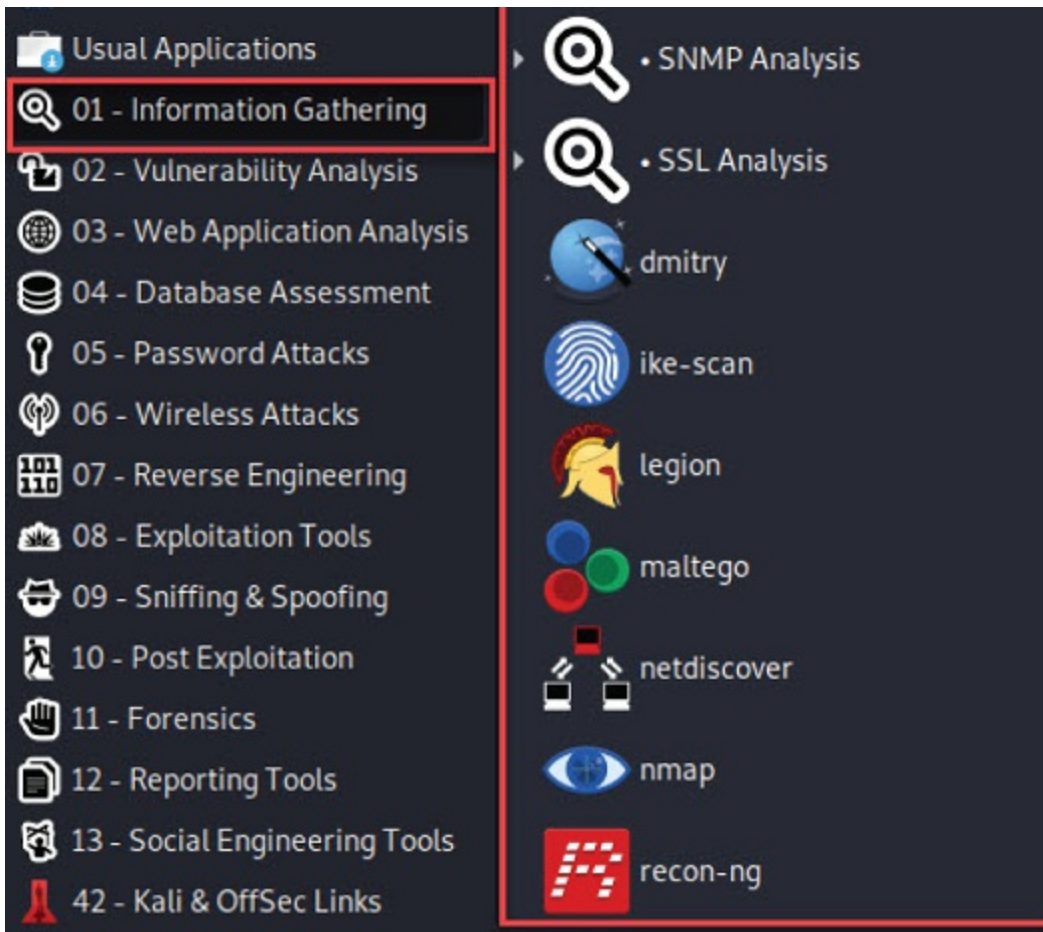 Usual Applications
01 - Information Gathering
02 - Vulnerability Analysis
03 - Web Application Analysis
04 - Database Assessment
05 - Password Attacks
06 - Wireless Attacks
07 - Reverse Engineering
08 - Exploitation Tools
09 - Sniffing & Spoofing
10 - Post Exploitation
11 - Forensics
12 - Reporting Tools
13 - Social Engineering Tools
42 - Kali & OffSec Links
• SNMP Analysis
• SSL Analysis
dmitry
ike-scan
legion
maltego
netdiscover
nmap
recon-ng